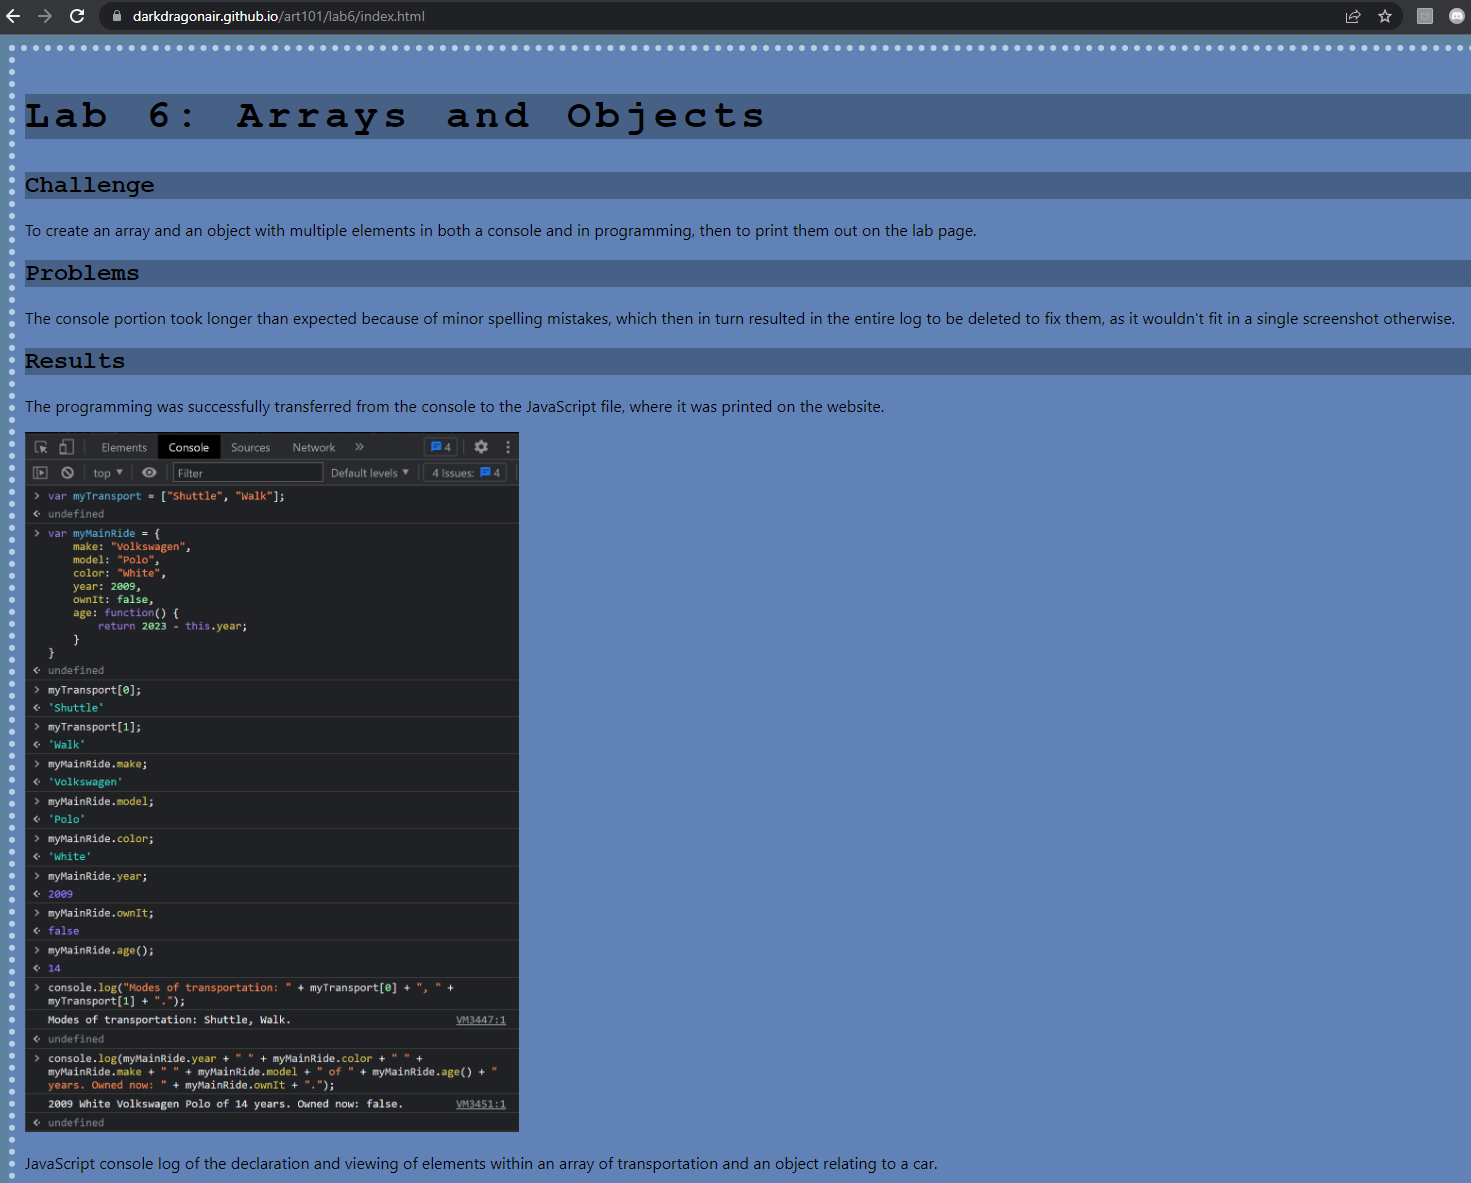 darkdragonair.github.io/art101/lab6/index.html
Lab 6: Arrays and Objects
Challenge
To create an array and an object with multiple elements in both a console and in programming, then to print them out on the lab page.
Problems
The console portion took longer than expected because of minor spelling mistakes, which then in turn resulted in the entire log to be deleted to fix them, as it wouldn't fit in a single screenshot otherwise.
Results
The programming was successfully transferred from the console to the JavaScript file, where it was printed on the website.
Elements Console Sources Network » 4
top ▼ Filter Default levels ▼ 4 Issues: 4
> var myTransport = ["Shuttle", "Walk"];
undefined
> var myMainRide = {
make: "Volkswagen",
model: "Polo",
color: "White",
year: 2009,
ownIt: false,
age: function() {
return 2023 - this.year;
}
}
undefined
> myTransport[0];
'Shuttle'
> myTransport[1];
'Walk'
> myMainRide.make;
'Volkswagen'
> myMainRide.model;
'Polo'
> myMainRide.color;
'White'
> myMainRide.year;
2009
> myMainRide.ownIt;
false
> myMainRide.age();
14
> console.log("Modes of transportation: " + myTransport[0] + ", " +
myTransport[1] + ".");
Modes of transportation: Shuttle, Walk. VM3447:1
undefined
> console.log(myMainRide.year + " " + myMainRide.color + " " +
myMainRide.make + " " + myMainRide.model + " of " + myMainRide.age() + "
years. Owned now: " + myMainRide.ownIt + ".");
2009 White Volkswagen Polo of 14 years. Owned now: false. VM3451:1
undefined
JavaScript console log of the declaration and viewing of elements within an array of transportation and an object relating to a car.